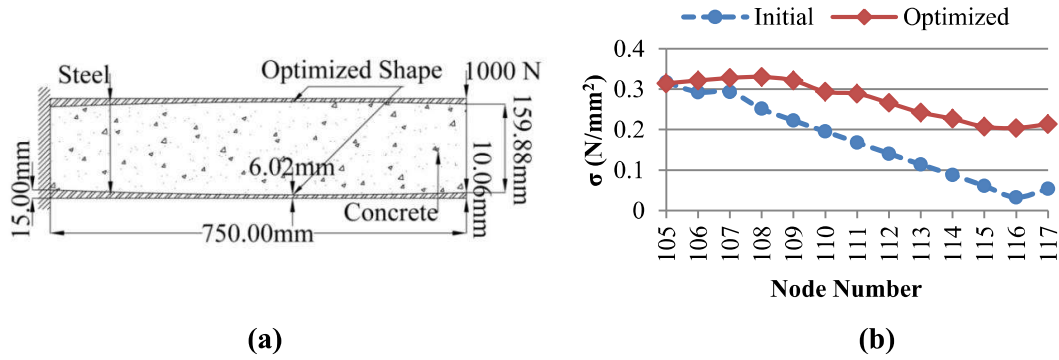 Steel
Optimized Shape
1000 N
159.88mm
10.06mm
6.02mm
15.00mm
Concrete
750.00mm
(a)
Initial
Optimized
0.4
0.3
0.2
0.1
0
σ (N/mm²)
105 106 107 108 109 110 111 112 113 114 115 116 117
Node Number
(b)